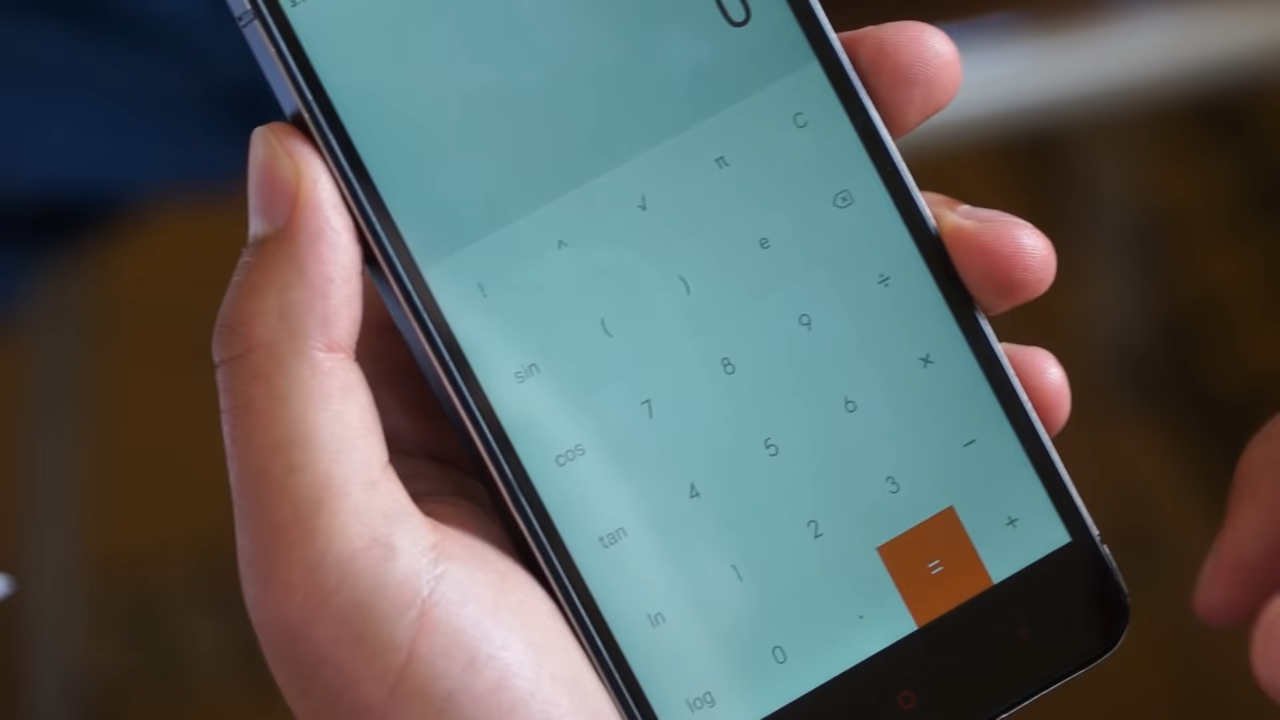 0
! ^ √ π C
sin ( ) e ⌫
cos 7 8 9 ÷
tan 4 5 6 ×
ln 1 2 3 −
log 0 . = +